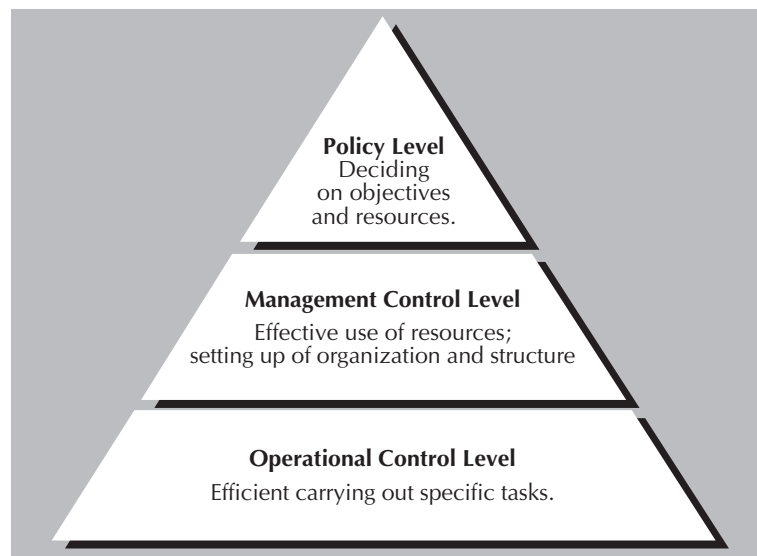 Policy Level
Deciding
on objectives
and resources.
Management Control Level
Effective use of resources;
setting up of organization and structure
Operational Control Level
Efficient carrying out specific tasks.